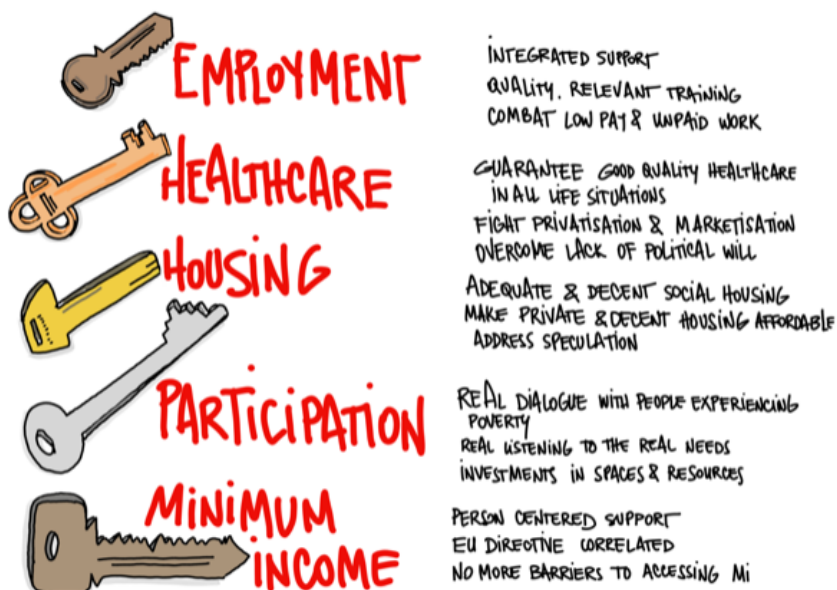 EMPLOYMENT
INTEGRATED SUPPORT
QUALITY. RELEVANT TRAINING
COMBAT LOW PAY & UNPAID WORK
HEALTHCARE
GUARANTEE GOOD QUALITY HEALTHCARE
IN ALL LIFE SITUATIONS
FIGHT PRIVATISATION & MARKETISATION
OVERCOME LACK OF POLITICAL WILL
HOUSING
ADEQUATE & DECENT SOCIAL HOUSING
MAKE PRIVATE & DECENT HOUSING AFFORDABLE
ADDRESS SPECULATION
PARTICIPATION
REAL DIALOGUE WITH PEOPLE EXPERIENCING
POVERTY
REAL LISTENING TO THE REAL NEEDS
INVESTMENTS IN SPACES & RESOURCES
MINIMUM
INCOME
PERSON CENTERED SUPPORT
EU DIRECTIVE CORRELATED
NO MORE BARRIERS TO ACCESSING Mi